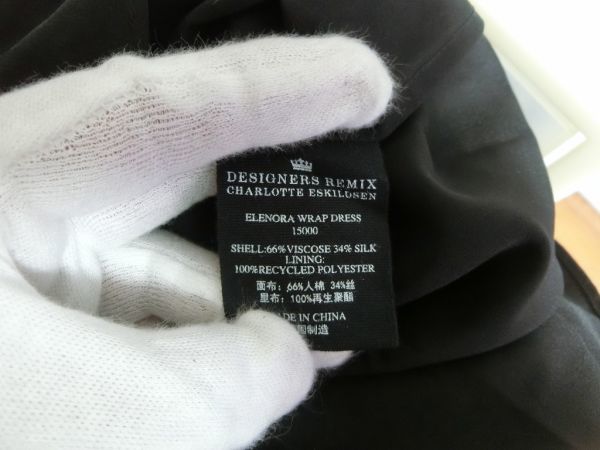 DESIGNERS REMIX
CHARLOTTE ESKILDSEN
ELENORA WRAP DRESS
15000
SHELL:66%VISCOSE 34% SILK
LINING:
100%RECYCLED POLYESTER
面布：66%人棉 34%丝
里布：100%再生聚酯
ADE IN CHINA
国制造